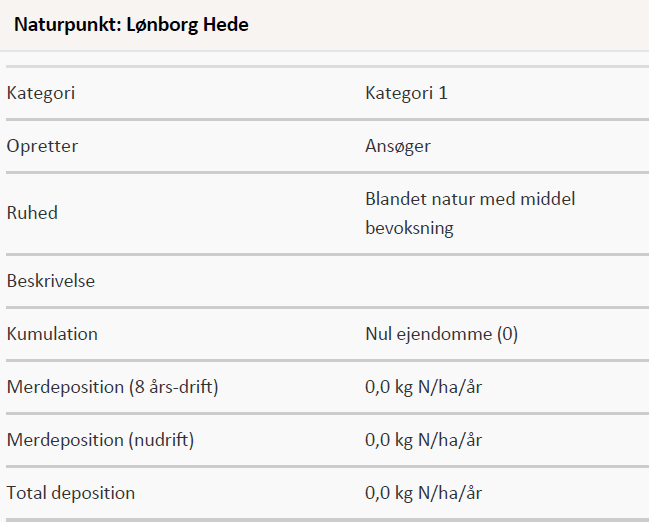 Naturpunkt: Lønborg Hede
Kategori Kategori 1
Opretter Ansøger
Ruhed Blandet natur med middel
bevoksning
Beskrivelse
Kumulation Nul ejendomme (0)
Merdeposition (8 års-drift) 0,0 kg N/ha/år
Merdeposition (nudrift) 0,0 kg N/ha/år
Total deposition 0,0 kg N/ha/år